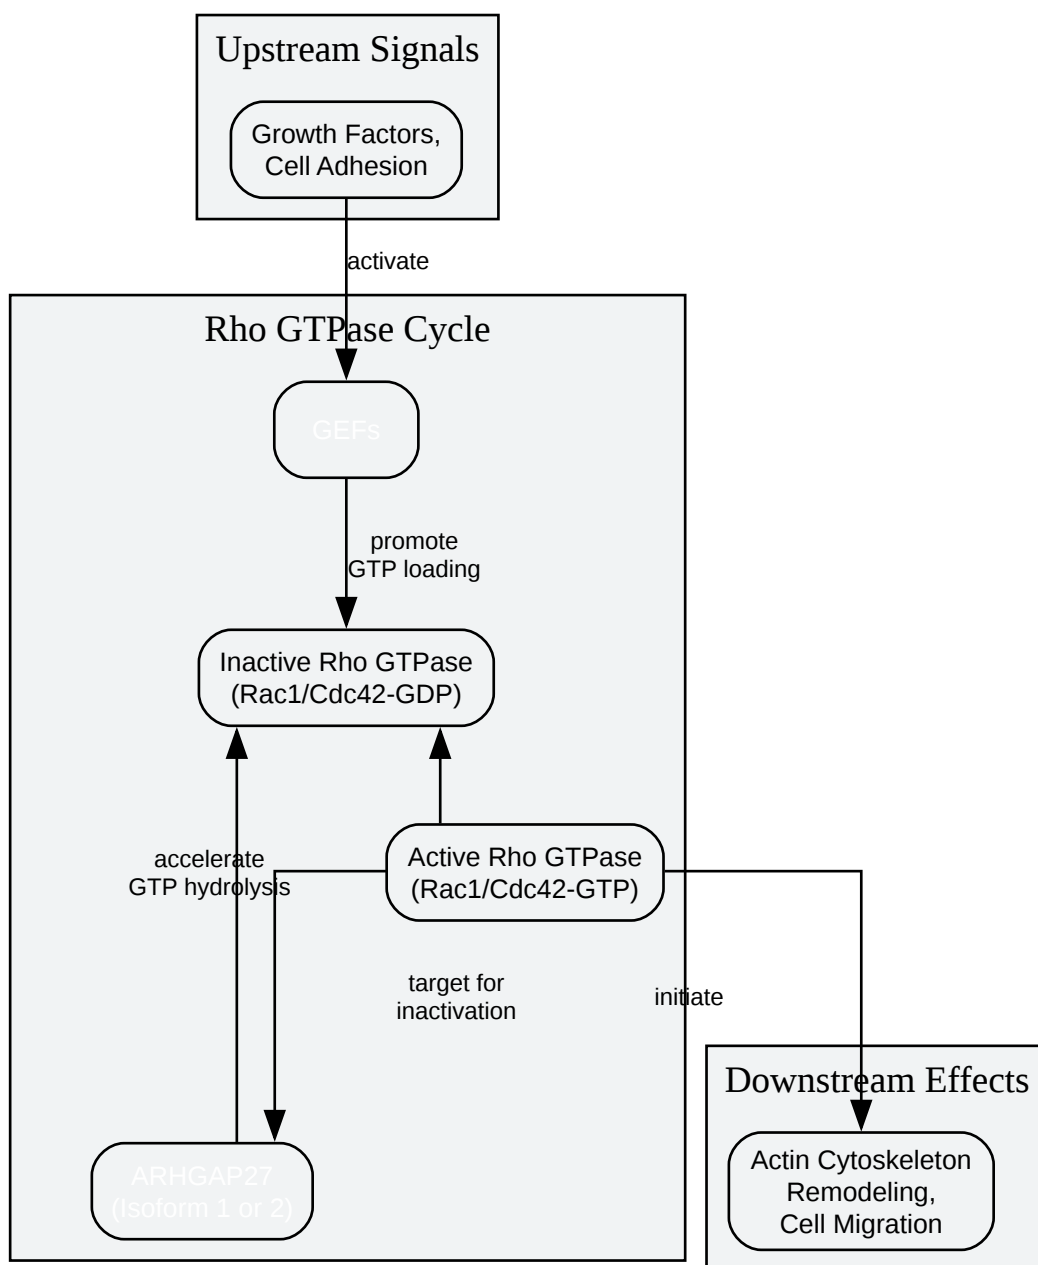 Upstream Signals
Growth Factors,
Cell Adhesion
activate
Rho GTPase Cycle
GEFs
promote
GTP loading
Inactive Rho GTPase
(Rac1/Cdc42-GDP)
accelerate
GTP hydrolysis
Active Rho GTPase
(Rac1/Cdc42-GTP)
target for
inactivation
initiate
Downstream Effects
ARHGAP27
(Isoform 1 or 2)
Actin Cytoskeleton
Remodeling,
Cell Migration